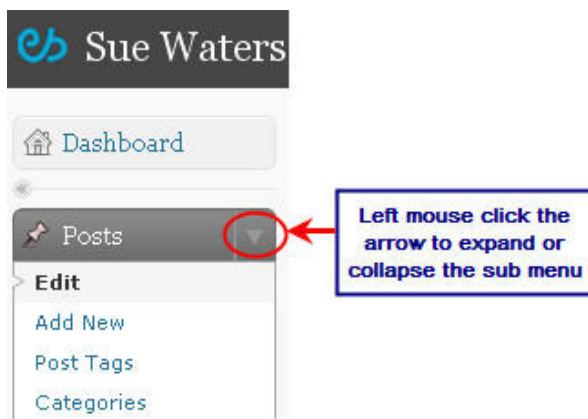 Sue Waters
Dashboard
Posts
Left mouse click the
arrow to expand or
collapse the sub menu
Edit
Add New
Post Tags
Categories